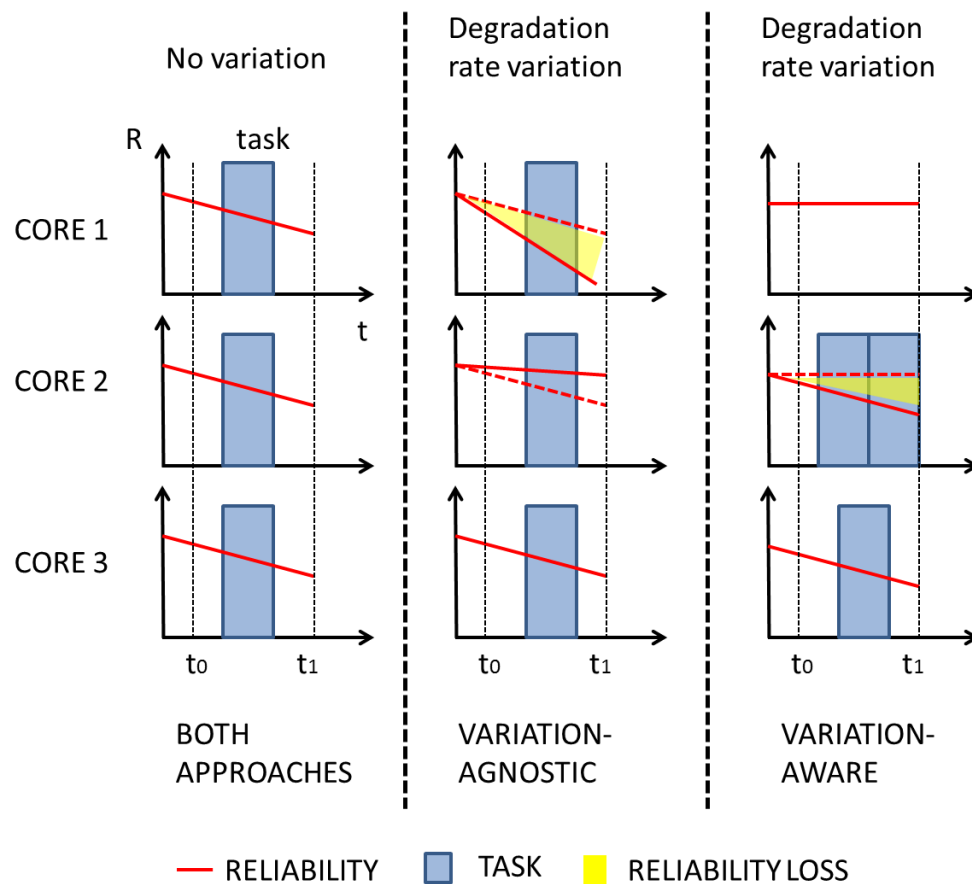 No variation
Degradation
rate variation
Degradation
rate variation
R
task
CORE 1
t
CORE 2
CORE 3
t0 t1 t0 t1 t0 t1
BOTH
APPROACHES
VARIATION-
AGNOSTIC
VARIATION-
AWARE
RELIABILITY TASK RELIABILITY LOSS